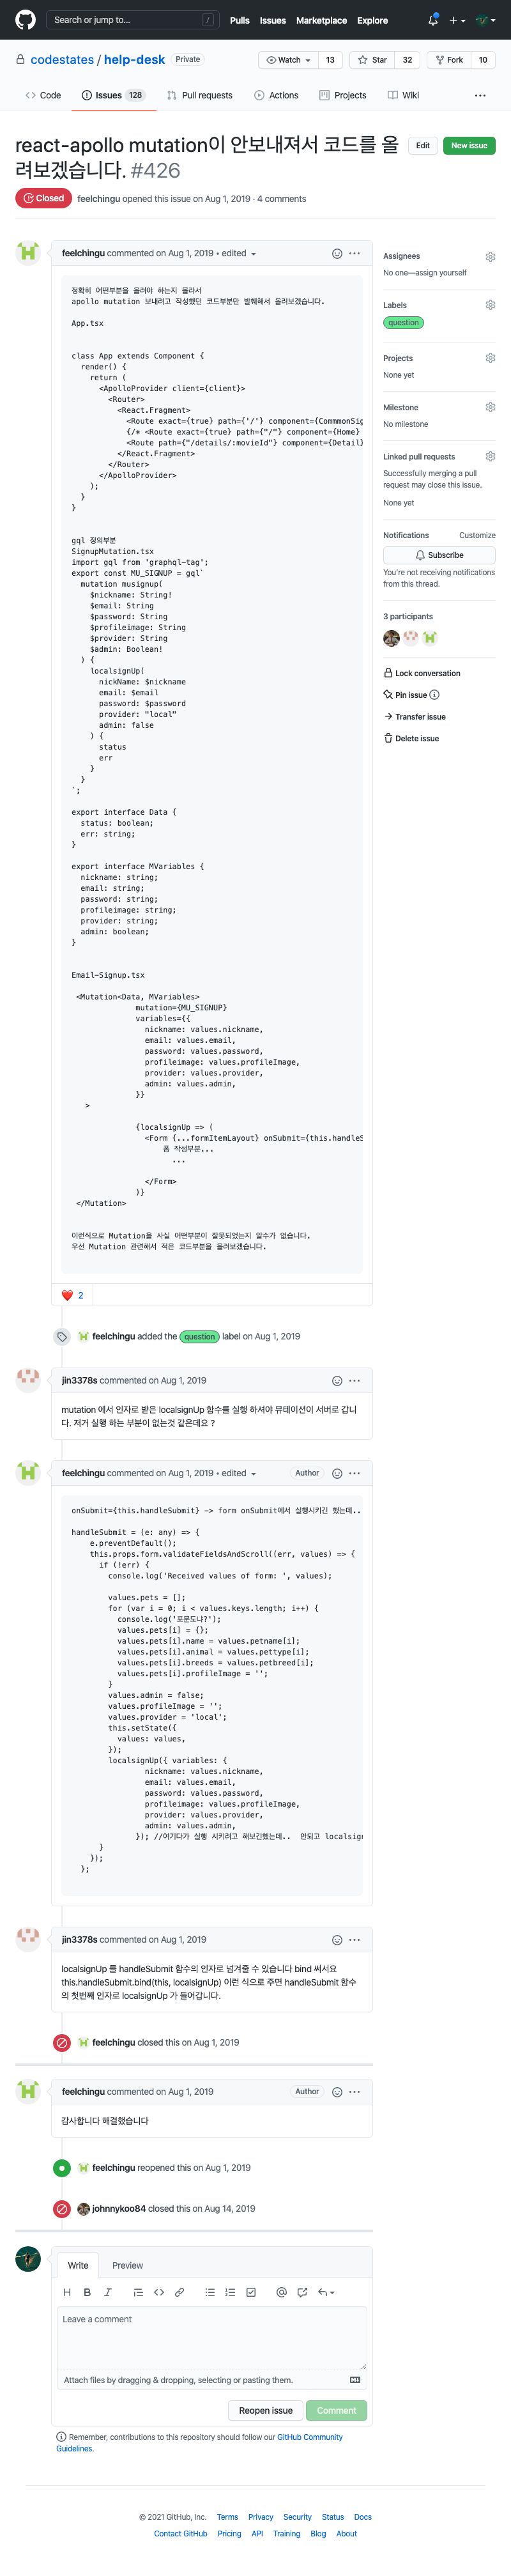 Search or jump to... /
Pulls Issues Marketplace Explore
codestates / help-desk Private
Watch 13 Star 32 Fork 10
Code Issues 128 Pull requests Actions Projects Wiki
react-apollo mutation이 안보내져서 코드를 올
려보겠습니다. #426
Edit New issue
Closed feelchingu opened this issue on Aug 1, 2019 · 4 comments
feelchingu commented on Aug 1, 2019 • edited
정확히 어떤부분을 올려야 하는지 몰라서
apollo mutation 보내려고 작성했던 코드부분만 발췌해서 올려보겠습니다.
App.tsx
class App extends Component {
render() {
return (
<ApolloProvider client={client}>
<Router>
<React.Fragment>
<Route exact={true} path={'/'} component={CommmonSig
{/* <Route exact={true} path={"/"} component={Home}
<Route path={"/details/:movieId"} component={Detail}
</React.Fragment>
</Router>
</ApolloProvider>
);
}
}
gql 정의부분
SignupMutation.tsx
import gql from 'graphql-tag';
export const MU_SIGNUP = gql`
mutation musignup(
$nickname: String!
$email: String
$password: String
$profileimage: String
$provider: String
$admin: Boolean!
) {
localsignUp(
nickName: $nickname
email: $email
password: $password
provider: "local"
admin: false
) {
status
err
}
}
`;
export interface Data {
status: boolean;
err: string;
}
export interface MVariables {
nickname: string;
email: string;
password: string;
profileimage: string;
provider: string;
admin: boolean;
}
Email-Signup.tsx
<Mutation<Data, MVariables>
mutation={MU_SIGNUP}
variables={{
nickname: values.nickname,
email: values.email,
password: values.password,
profileimage: values.profileImage,
provider: values.provider,
admin: values.admin,
}}
>
{localsignUp => (
<Form {...formItemLayout} onSubmit={this.handleS
폼 작성부분...
...
</Form>
)}
</Mutation>
이런식으로 Mutation을 사실 어떤부분이 잘못되었는지 알수가 없습니다.
우선 Mutation 관련해서 적은 코드부분을 올려보겠습니다.
2
feelchingu added the question label on Aug 1, 2019
jin3378s commented on Aug 1, 2019
mutation 에서 인자로 받은 localsignUp 함수를 실행 하셔야 뮤테이션이 서버로 갑니
다. 저거 실행 하는 부분이 없는것 같은데요 ?
feelchingu commented on Aug 1, 2019 • edited Author
onSubmit={this.handleSubmit} -> form onSubmit에서 실행시키긴 했는데..
handleSubmit = (e: any) => {
e.preventDefault();
this.props.form.validateFieldsAndScroll((err, values) => {
if (!err) {
console.log('Received values of form: ', values);
values.pets = [];
for (var i = 0; i < values.keys.length; i++) {
console.log('포문도냐?');
values.pets[i] = {};
values.pets[i].name = values.petname[i];
values.pets[i].animal = values.pettype[i];
values.pets[i].breeds = values.petbreed[i];
values.pets[i].profileImage = '';
}
values.admin = false;
values.profileImage = '';
values.provider = 'local';
this.setState({
values: values,
});
localsignUp({ variables: {
nickname: values.nickname,
email: values.email,
password: values.password,
profileimage: values.profileImage,
provider: values.provider,
admin: values.admin,
}); //여기다가 실행 시키려고 해보긴했는데.. 안되고 localsign
}
});
};
jin3378s commented on Aug 1, 2019
localsignUp 를 handleSubmit 함수의 인자로 넘겨줄 수 있습니다 bind 써서요
this.handleSubmit.bind(this, localsignUp) 이런 식으로 주면 handleSubmit 함수
의 첫번째 인자로 localsignUp 가 들어갑니다.
feelchingu closed this on Aug 1, 2019
feelchingu commented on Aug 1, 2019 Author
감사합니다 해결했습니다
feelchingu reopened this on Aug 1, 2019
johnnykoo84 closed this on Aug 14, 2019
Write Preview
Leave a comment
Attach files by dragging & dropping, selecting or pasting them.
Reopen issue Comment
Remember, contributions to this repository should follow our GitHub Community
Guidelines.
Assignees
No one—assign yourself
Labels
question
Projects
None yet
Milestone
No milestone
Linked pull requests
Successfully merging a pull
request may close this issue.
None yet
Notifications Customize
Subscribe
You're not receiving notifications
from this thread.
3 participants
Lock conversation
Pin issue
Transfer issue
Delete issue
© 2021 GitHub, Inc. Terms Privacy Security Status Docs
Contact GitHub Pricing API Training Blog About